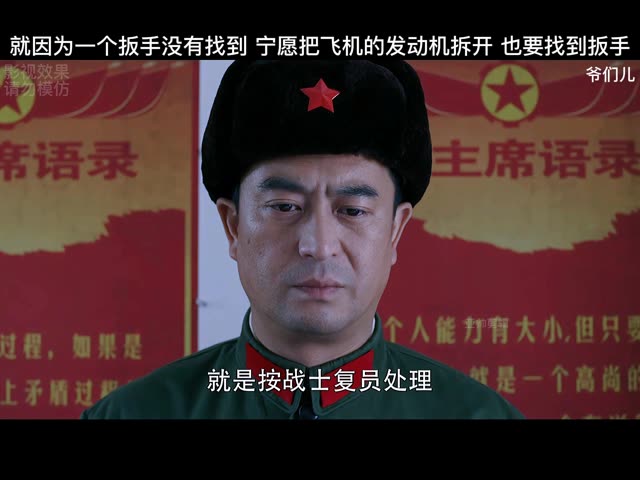 就因为一个扳手没有找到 宁愿把飞机的发动机拆开 也要找到扳手
影视效果
请勿模仿
爷们儿
席语录
主席语录
过程，如果是
上矛盾过程
个人能力有大小，但只要
就是一个高尚的
就是按战士复员处理